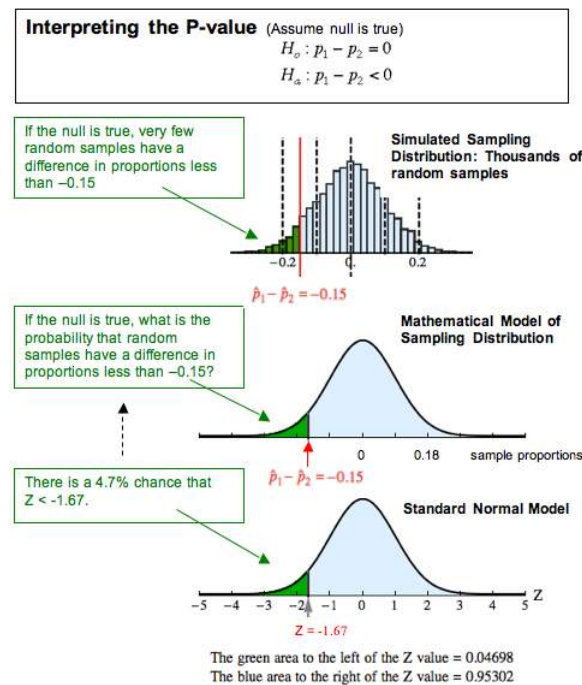 Interpreting the P-value (Assume null is true)
Hₒ : p₁ − p₂ = 0
Hₐ : p₁ − p₂ < 0
If the null is true, very few
random samples have a
difference in proportions less
than –0.15
Simulated Sampling
Distribution: Thousands of
random samples
−0.2 0. 0.2
p̂₁− p̂₂ = −0.15
If the null is true, what is the
probability that random
samples have a difference in
proportions less than –0.15?
Mathematical Model of
Sampling Distribution
0 0.18 sample proportions
p̂₁− p̂₂ = −0.15
There is a 4.7% chance that
Z < -1.67.
Standard Normal Model
−5 −4 −3 −2 −1 0 1 2 3 4 5 Z
Z = -1.67
The green area to the left of the Z value = 0.04698
The blue area to the right of the Z value = 0.95302